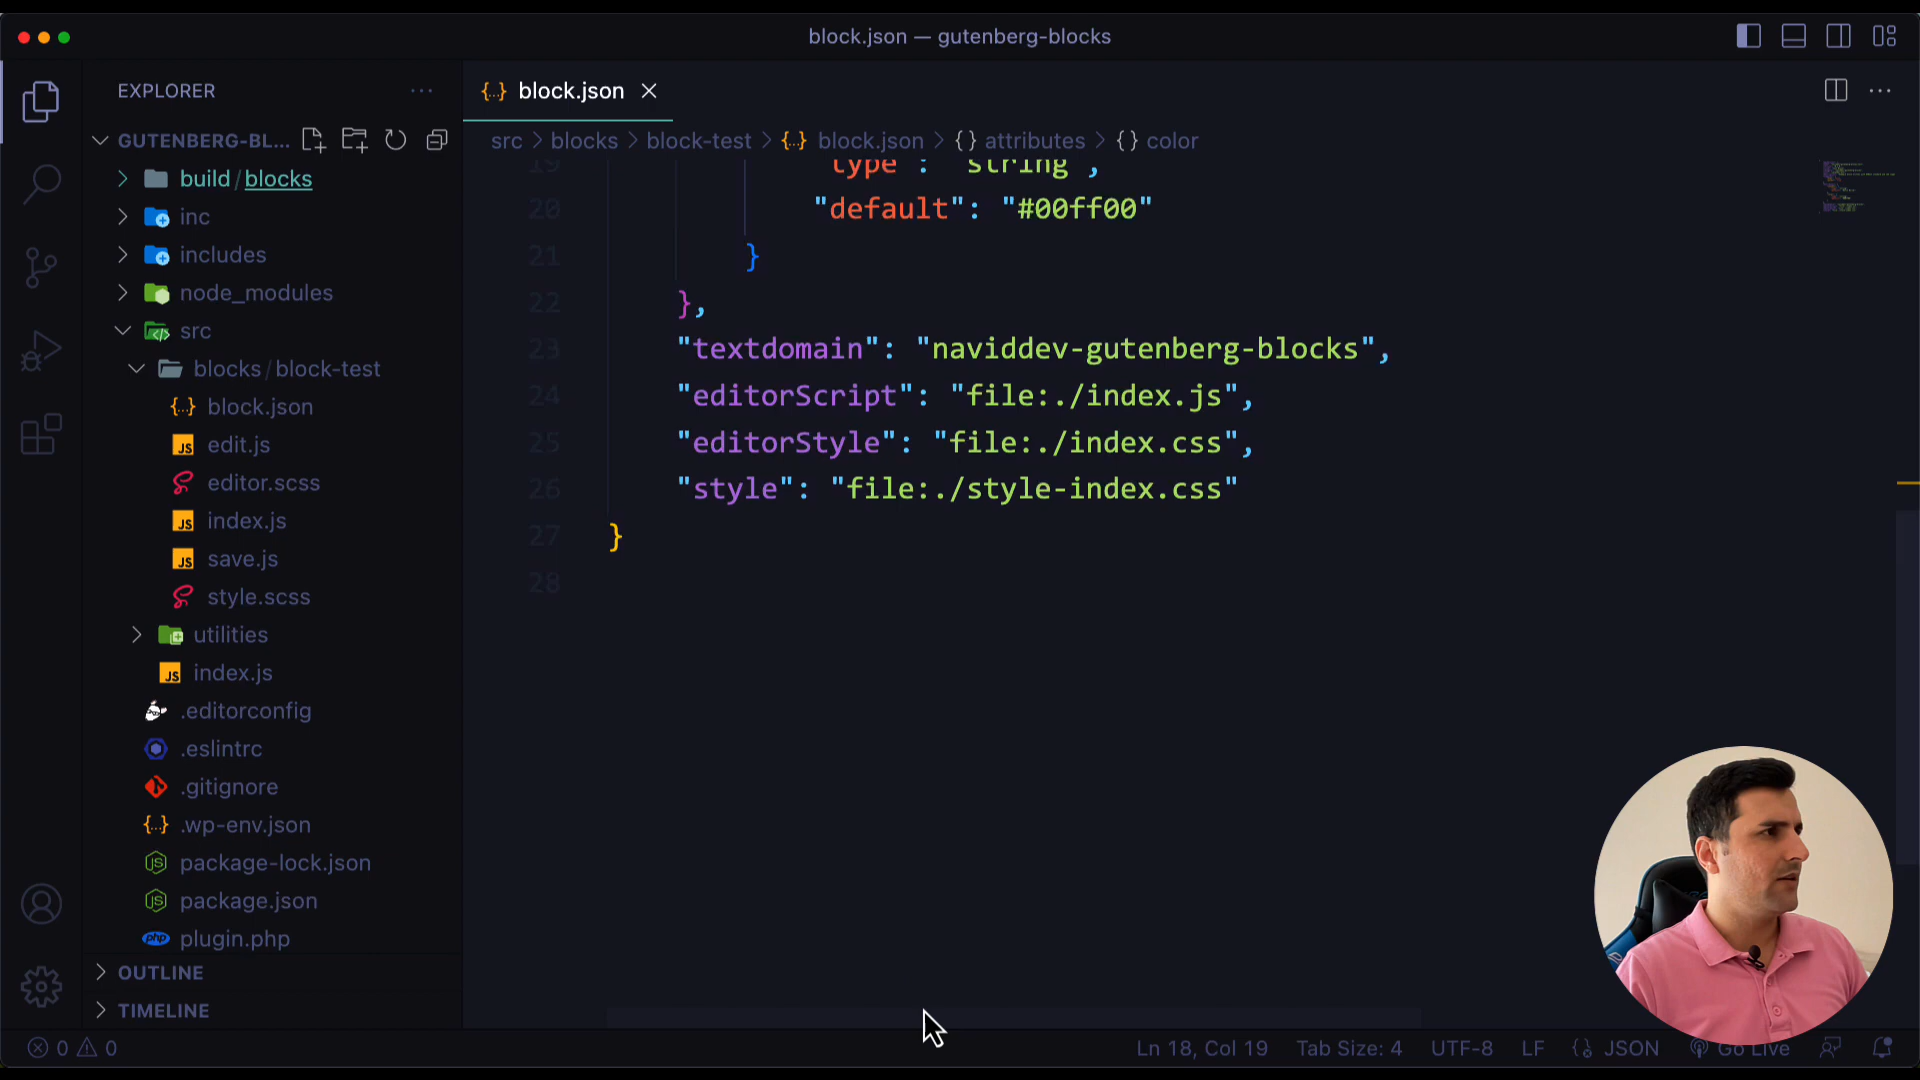 block.json — gutenberg-blocks
EXPLORER
GUTENBERG-BL...
build/blocks
inc
includes
node_modules
src
blocks/block-test
block.json
edit.js
editor.scss
index.js
save.js
style.scss
utilities
index.js
.editorconfig
.eslintrc
.gitignore
.wp-env.json
package-lock.json
package.json
plugin.php
OUTLINE
TIMELINE
{..} block.json
src > blocks > block-test > {..} block.json > {} attributes > {} color
19 "type": "string",
20 "default": "#00ff00"
21 }
22 },
23 "textdomain": "naviddev-gutenberg-blocks",
24 "editorScript": "file:./index.js",
25 "editorStyle": "file:./index.css",
26 "style": "file:./style-index.css"
27 }
28
0 0
Ln 18, Col 19 Tab Size: 4 UTF-8 LF JSON Go Live